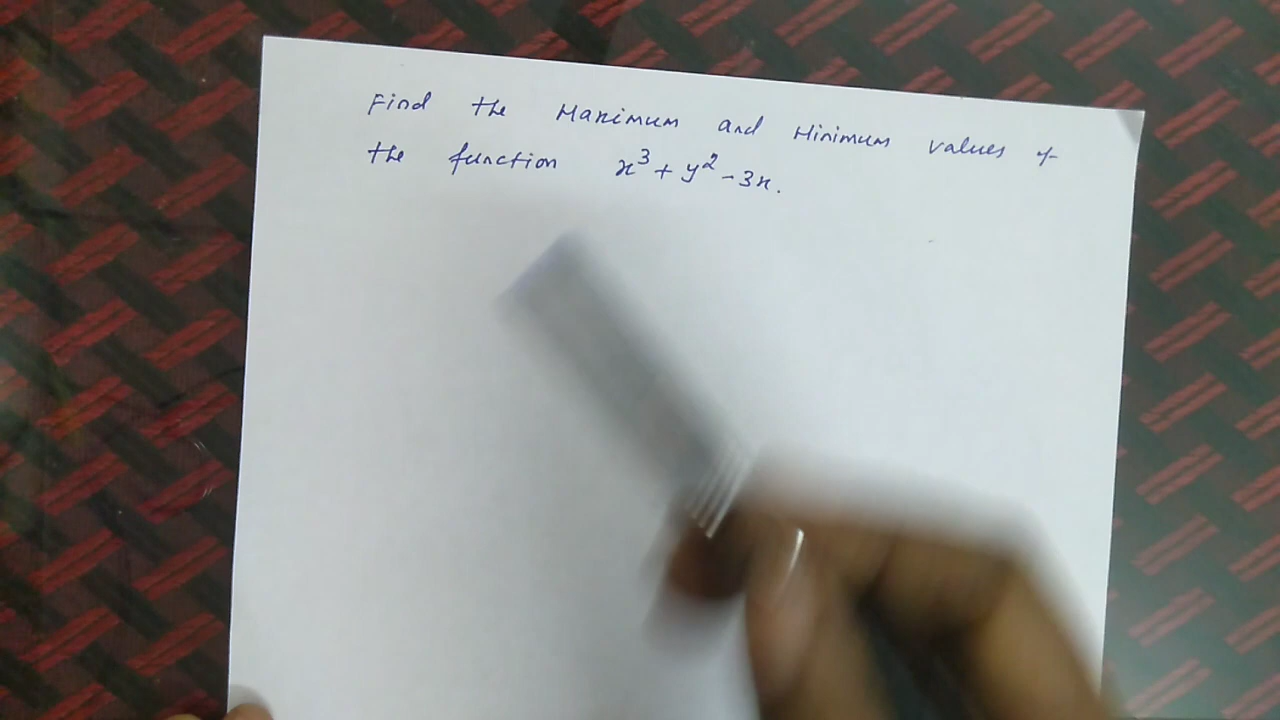 Find the Maximum and Minimum values of
the function x³ + y² - 3x.